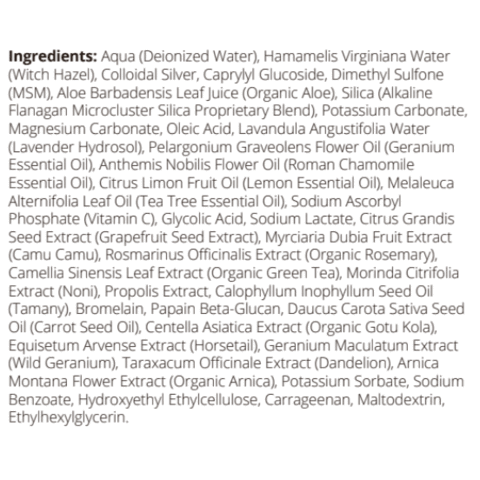 Ingredients: Aqua (Deionized Water), Hamamelis Virginiana Water
(Witch Hazel), Colloidal Silver, Caprylyl Glucoside, Dimethyl Sulfone
(MSM), Aloe Barbadensis Leaf Juice (Organic Aloe), Silica (Alkaline
Flanagan Microcluster Silica Proprietary Blend), Potassium Carbonate,
Magnesium Carbonate, Oleic Acid, Lavandula Angustifolia Water
(Lavender Hydrosol), Pelargonium Graveolens Flower Oil (Geranium
Essential Oil), Anthemis Nobilis Flower Oil (Roman Chamomile
Essential Oil), Citrus Limon Fruit Oil (Lemon Essential Oil), Melaleuca
Alternifolia Leaf Oil (Tea Tree Essential Oil), Sodium Ascorbyl
Phosphate (Vitamin C), Glycolic Acid, Sodium Lactate, Citrus Grandis
Seed Extract (Grapefruit Seed Extract), Myrciaria Dubia Fruit Extract
(Camu Camu), Rosmarinus Officinalis Extract (Organic Rosemary),
Camellia Sinensis Leaf Extract (Organic Green Tea), Morinda Citrifolia
Extract (Noni), Propolis Extract, Calophyllum Inophyllum Seed Oil
(Tamany), Bromelain, Papain Beta-Glucan, Daucus Carota Sativa Seed
Oil (Carrot Seed Oil), Centella Asiatica Extract (Organic Gotu Kola),
Equisetum Arvense Extract (Horsetail), Geranium Maculatum Extract
(Wild Geranium), Taraxacum Officinale Extract (Dandelion), Arnica
Montana Flower Extract (Organic Arnica), Potassium Sorbate, Sodium
Benzoate, Hydroxyethyl Ethylcellulose, Carrageenan, Maltodextrin,
Ethylhexylglycerin.